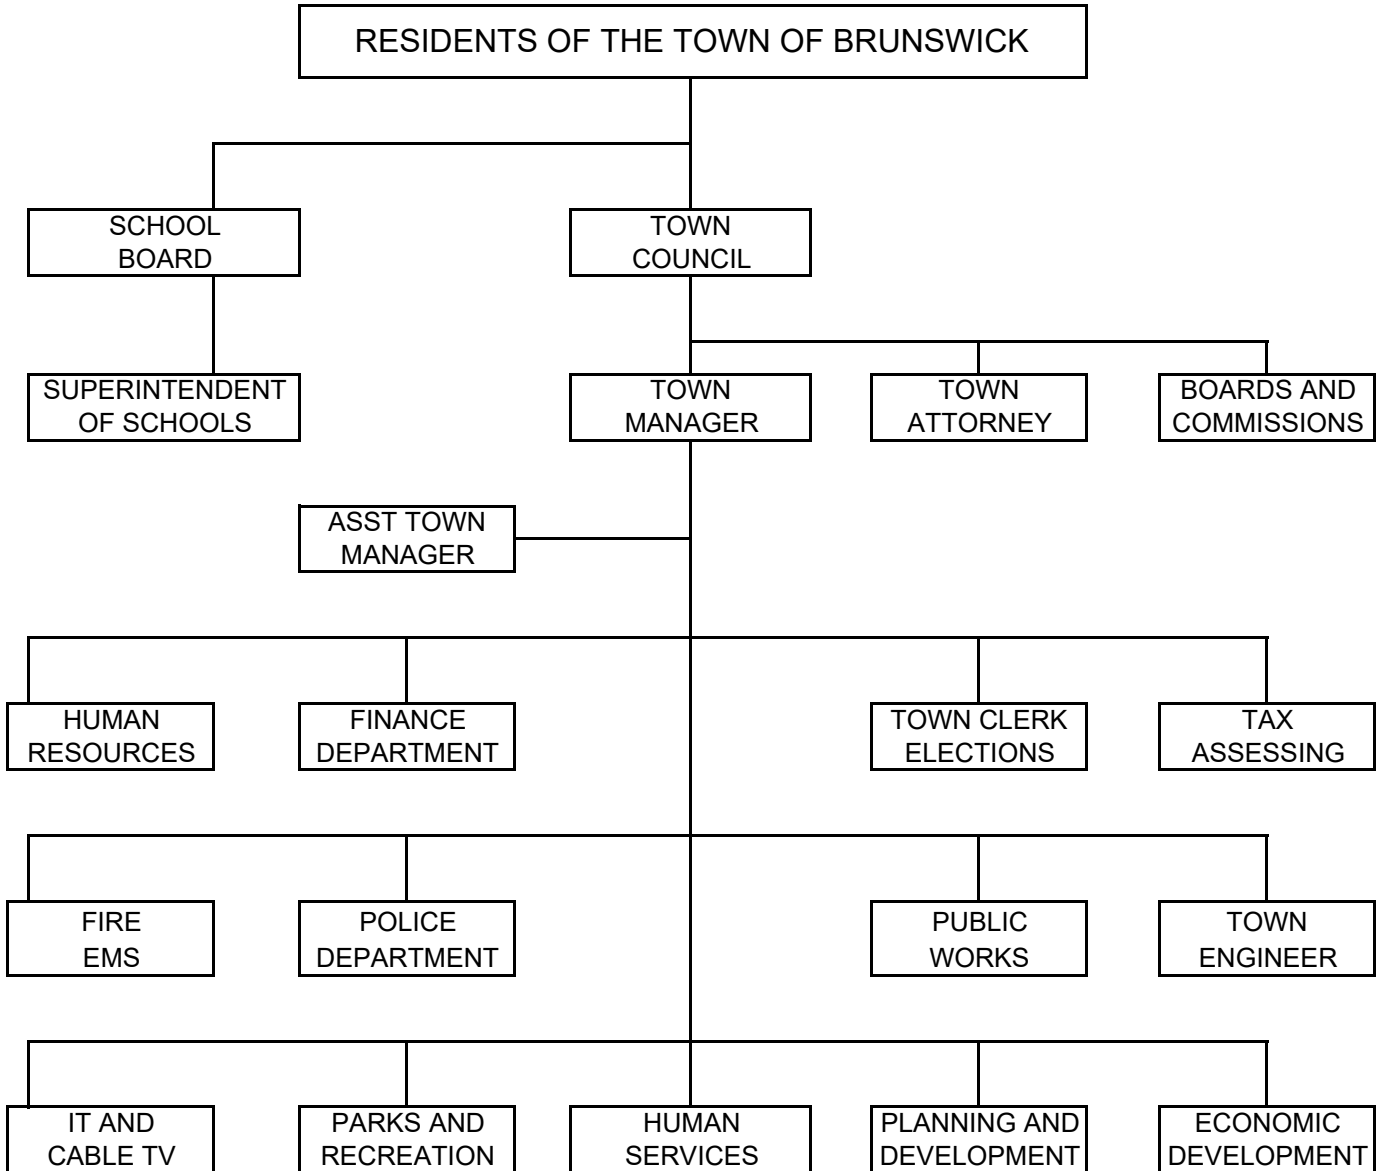 RESIDENTS OF THE TOWN OF BRUNSWICK
SCHOOL
BOARD
TOWN
COUNCIL
SUPERINTENDENT
OF SCHOOLS
TOWN
MANAGER
TOWN
ATTORNEY
BOARDS AND
COMMISSIONS
ASST TOWN
MANAGER
HUMAN
RESOURCES
FINANCE
DEPARTMENT
TOWN CLERK
ELECTIONS
TAX
ASSESSING
FIRE
EMS
POLICE
DEPARTMENT
PUBLIC
WORKS
TOWN
ENGINEER
IT AND
CABLE TV
PARKS AND
RECREATION
HUMAN
SERVICES
PLANNING AND
DEVELOPMENT
ECONOMIC
DEVELOPMENT